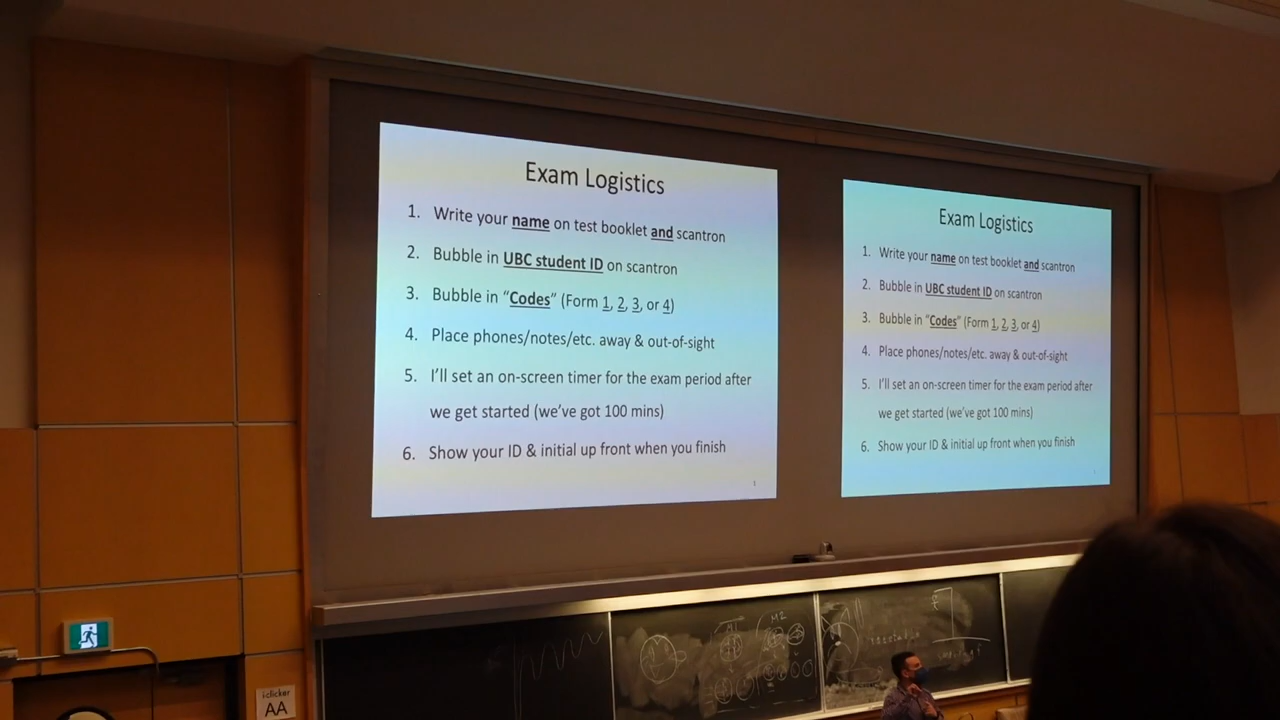 Exam Logistics
1. Write your name on test booklet and scantron
2. Bubble in UBC student ID on scantron
3. Bubble in “Codes” (Form 1, 2, 3, or 4)
4. Place phones/notes/etc. away & out-of-sight
5. I’ll set an on-screen timer for the exam period after
we get started (we’ve got 100 mins)
6. Show your ID & initial up front when you finish
1
Exam Logistics
1. Write your name on test booklet and scantron
2. Bubble in UBC student ID on scantron
3. Bubble in “Codes” (Form 1, 2, 3, or 4)
4. Place phones/notes/etc. away & out-of-sight
5. I’ll set an on-screen timer for the exam period after
we get started (we’ve got 100 mins)
6. Show your ID & initial up front when you finish
1
M1
M2
i-clicker
AA